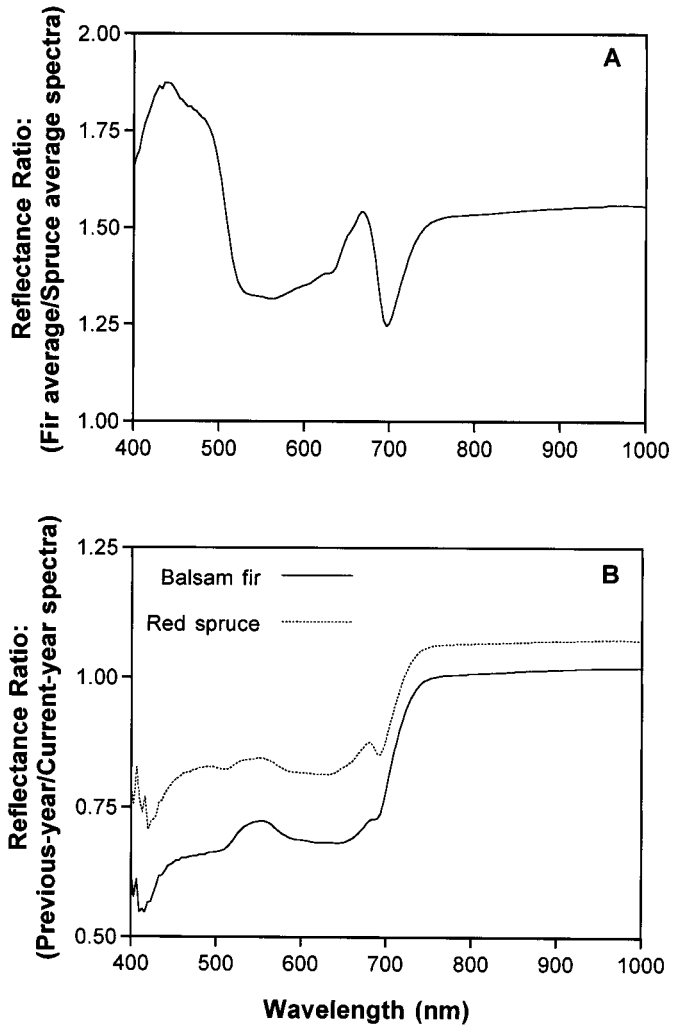 Reflectance Ratio:
(Fir average/Spruce average spectra)
2.00
1.75
1.50
1.25
1.00
A
400 500 600 700 800 900 1000
Reflectance Ratio:
(Previous-year/Current-year spectra)
1.25
1.00
0.75
0.50
Balsam fir
Red spruce
B
400 500 600 700 800 900 1000
Wavelength (nm)